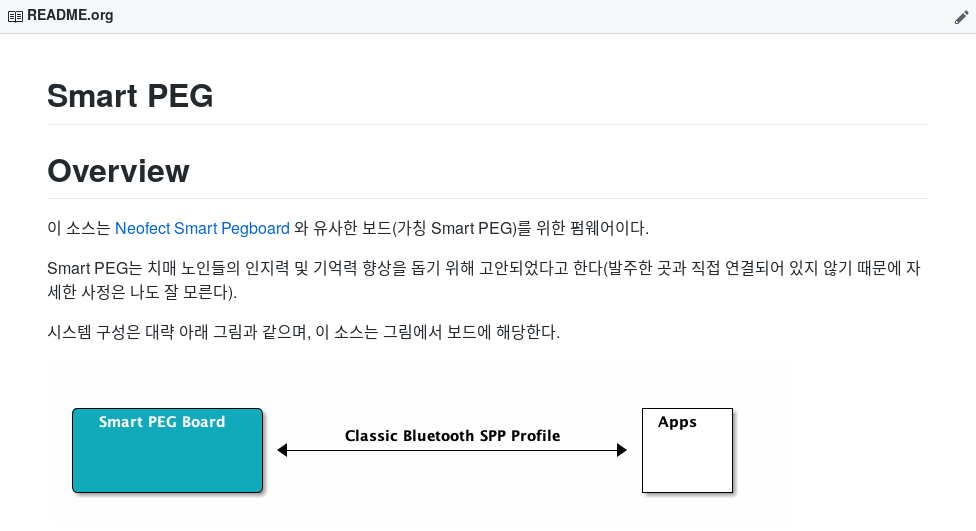 README.org
Smart PEG
Overview
이 소스는 Neofect Smart Pegboard 와 유사한 보드(가칭 Smart PEG)를 위한 펌웨어이다.
Smart PEG는 치매 노인들의 인지력 및 기억력 향상을 돕기 위해 고안되었다고 한다(발주한 곳과 직접 연결되어 있지 않기 때문에 자
세한 사정은 나도 잘 모른다).
시스템 구성은 대략 아래 그림과 같으며, 이 소스는 그림에서 보드에 해당한다.
Smart PEG Board
Classic Bluetooth SPP Profile
Apps